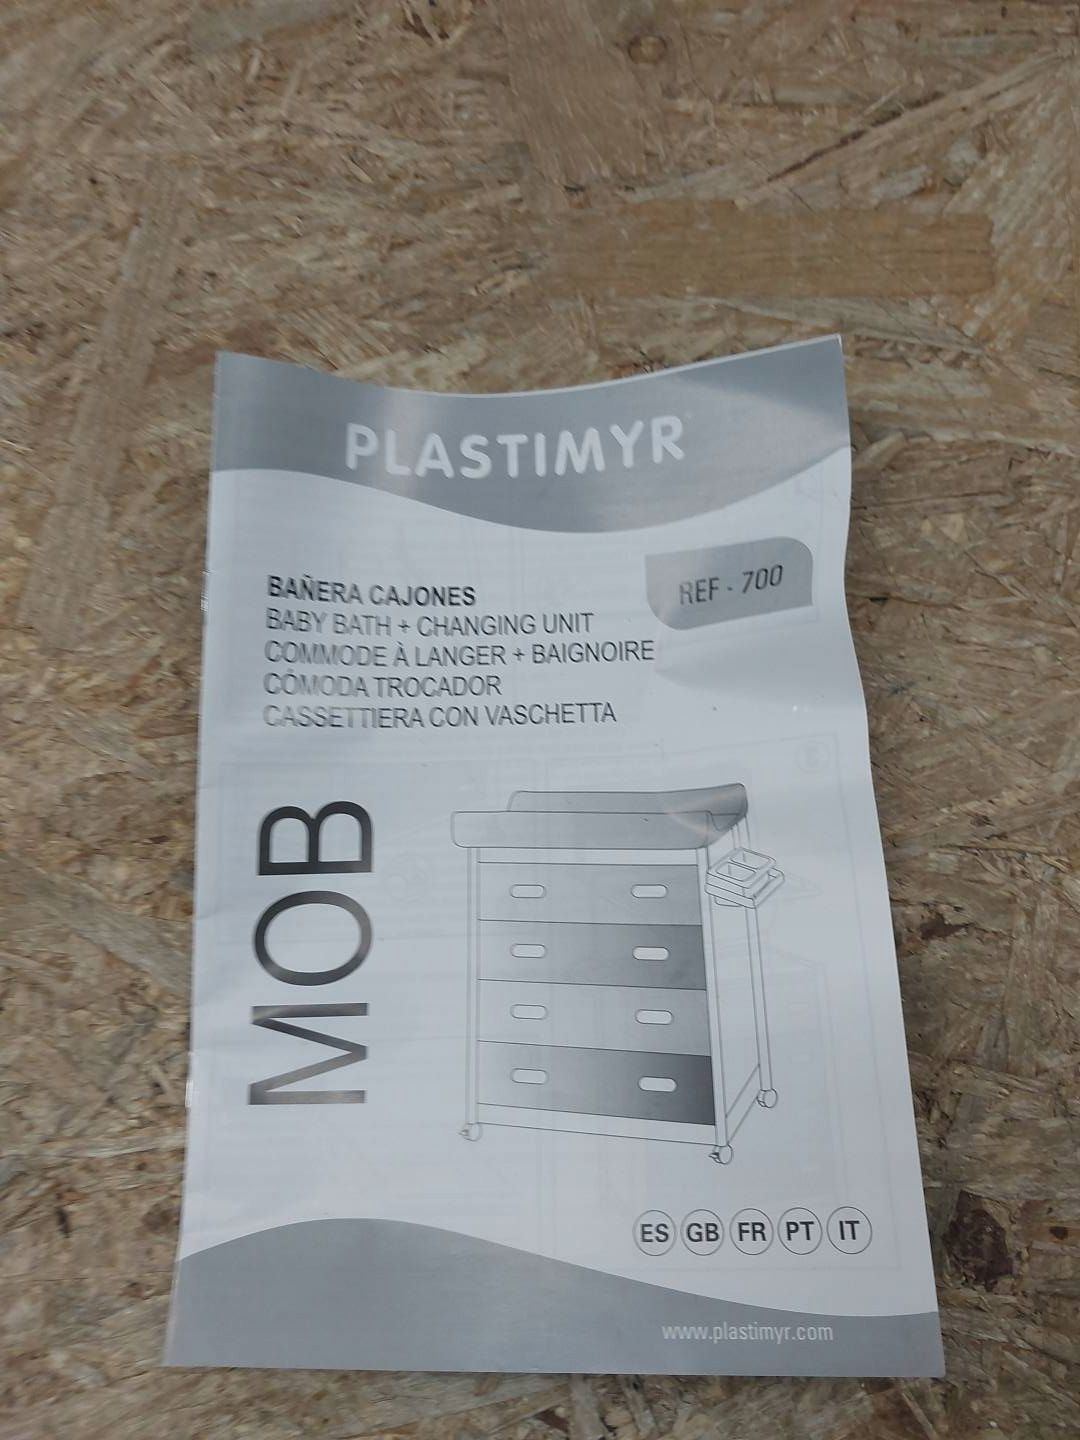 PLASTIMYR
REF - 700
BAÑERA CAJONES
BABY BATH + CHANGING UNIT
COMMODE À LANGER + BAIGNOIRE
CÓMODA TROCADOR
CASSETTIERA CON VASCHETTA
MOB
ES GB FR PT IT
www.plastimyr.com